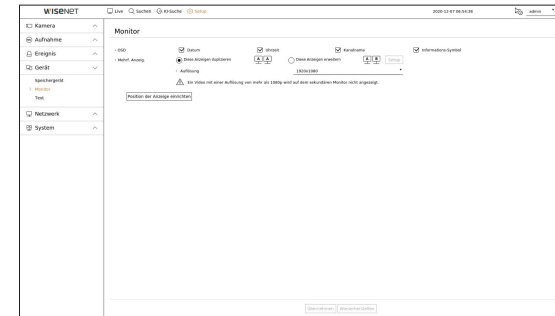 WISENET Live Suchen KI-Suche Setup 2020-12-07 06:54:36 admin
Kamera
Aufnahme
Ereignis
Gerät
Speichergerät
Monitor
Text
Netzwerk
System
Monitor
OSD Datum Uhrzeit Kanalname Informations-Symbol
Mehrf. Anzeig. Diese Anzeigen duplizieren A A Diese Anzeigen erweitern A B Setup
Auflösung 1920x1080
Ein Video mit einer Auflösung von mehr als 1080p wird auf dem sekundären Monitor nicht angezeigt.
Position der Anzeige einrichten
Übernehmen Wiederherstellen